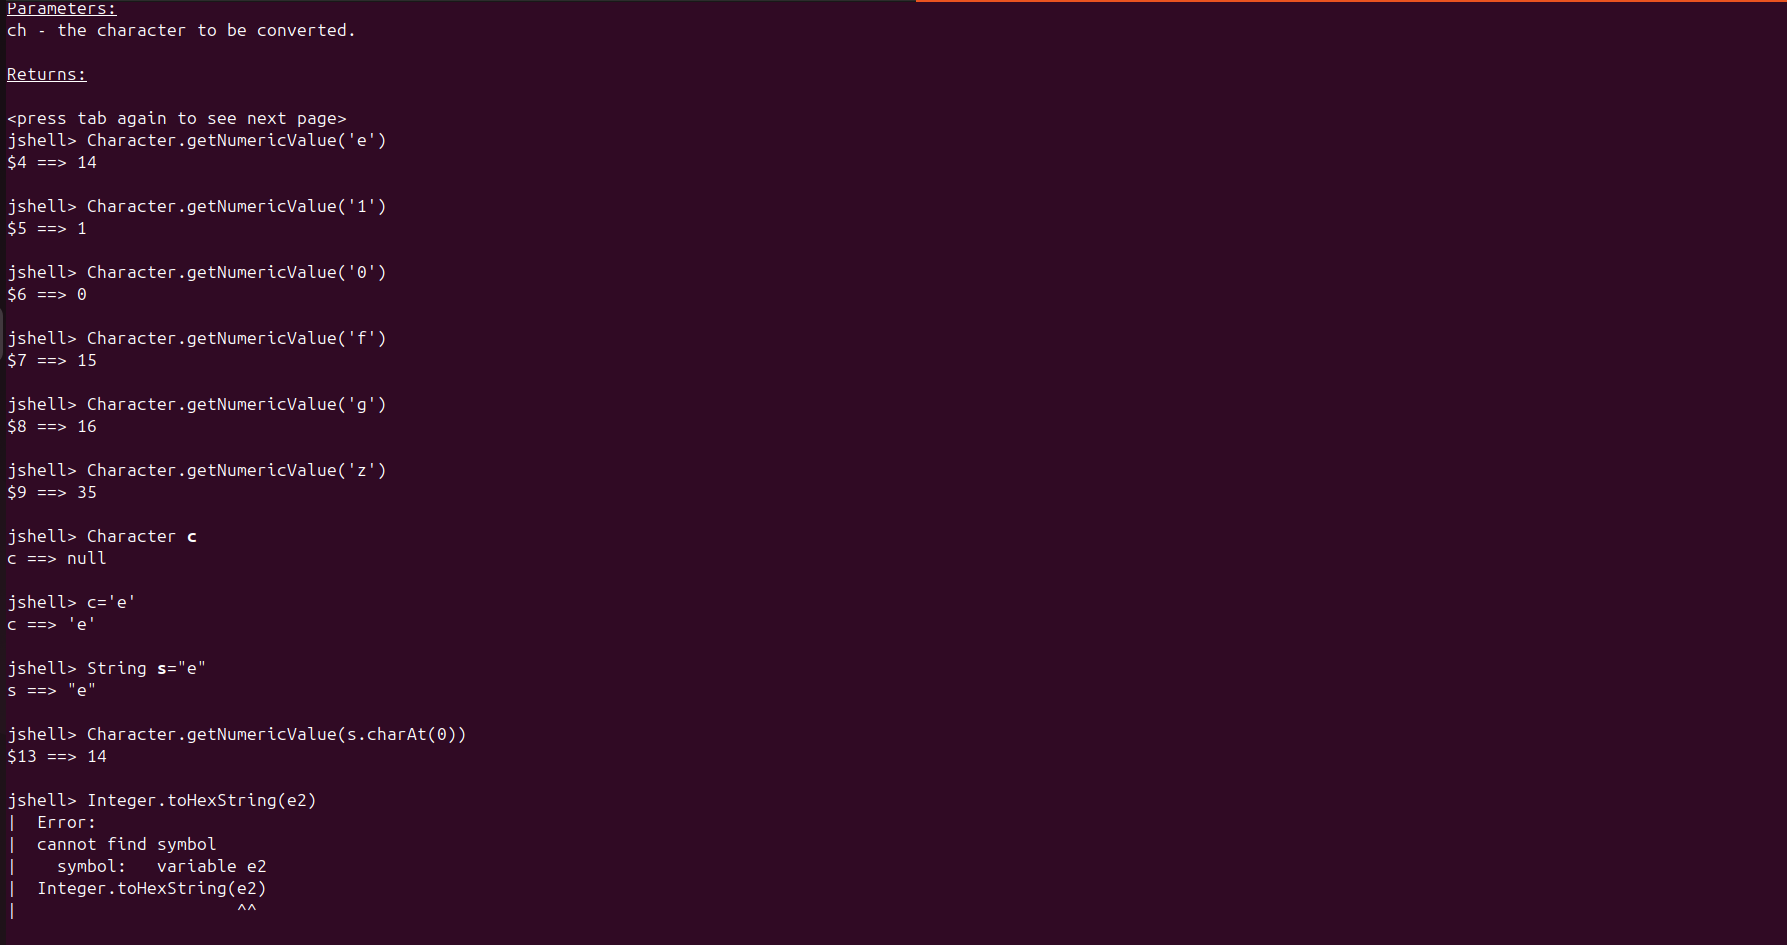 Parameters:
ch - the character to be converted.
Returns:
<press tab again to see next page>
jshell> Character.getNumericValue('e')
$4 ==> 14
jshell> Character.getNumericValue('1')
$5 ==> 1
jshell> Character.getNumericValue('0')
$6 ==> 0
jshell> Character.getNumericValue('f')
$7 ==> 15
jshell> Character.getNumericValue('g')
$8 ==> 16
jshell> Character.getNumericValue('z')
$9 ==> 35
jshell> Character c
c ==> null
jshell> c='e'
c ==> 'e'
jshell> String s="e"
s ==> "e"
jshell> Character.getNumericValue(s.charAt(0))
$13 ==> 14
jshell> Integer.toHexString(e2)
|  Error:
|  cannot find symbol
|    symbol:   variable e2
|  Integer.toHexString(e2)
|                      ^^